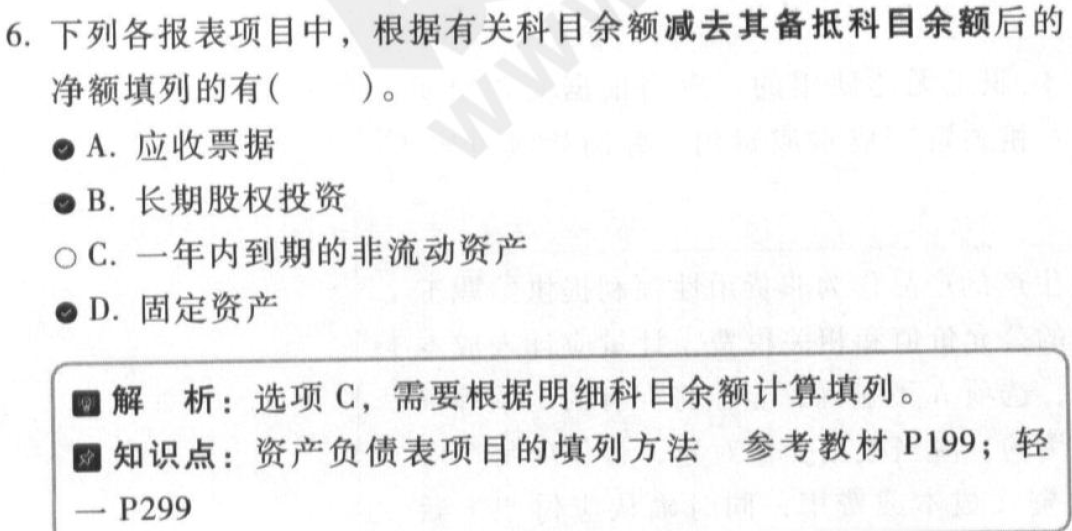 6. 下列各报表项目中，根据有关科目余额减去其备抵科目余额后的
净额填列的有(　　)。
A. 应收票据
B. 长期股权投资
C. 一年内到期的非流动资产
D. 固定资产
解　析：选项 C，需要根据明细科目余额计算填列。
知识点：资产负债表项目的填列方法　参考教材 P199；轻
一 P299